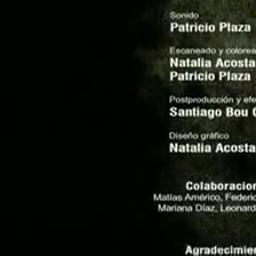 Sonido
Patricio Plaza
Escaneado y colorea
Natalia Acosta
Patricio Plaza
Postproducción y efe
Santiago Bou
Diseño gráfico
Natalia Acosta
Colaboracion
Matías Américo, Federic
Mariana Díaz, Leonard
Agradecimie